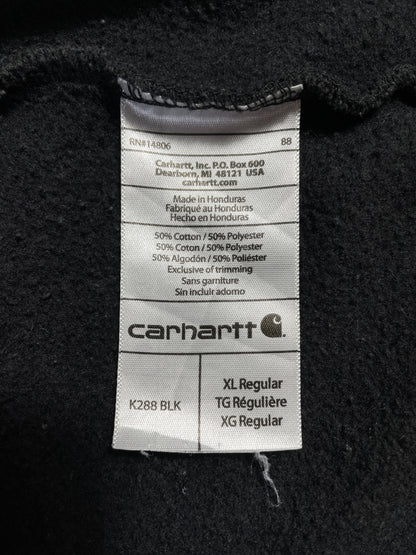 RN#14806 88
Carhartt, Inc. P.O. Box 600
Dearborn, MI 48121 USA
carhartt.com
Made in Honduras
Fabriqué au Honduras
Hecho en Honduras
50% Cotton / 50% Polyester
50% Coton / 50% Polyester
50% Algodón / 50% Poliéster
Exclusive of trimming
Sans garniture
Sin incluir adorno
carhartt
K288 BLK
XL Regular
TG Régulière
XG Regular